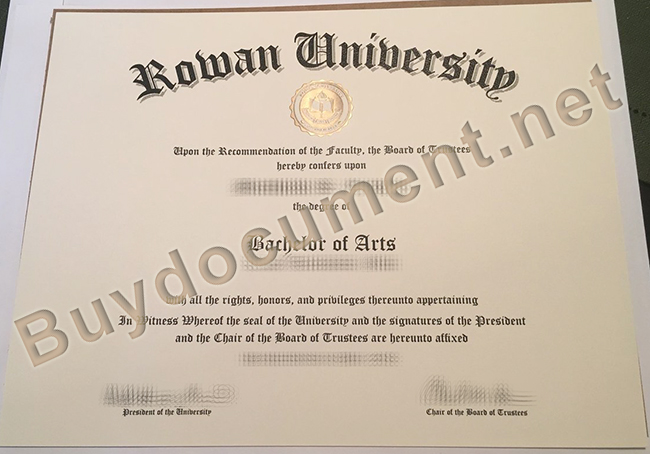 Rowan University
Upon the Recommendation of the Faculty, the Board of Trustees
hereby confers upon
the degree of
Bachelor of Arts
with all the rights, honors, and privileges thereunto appertaining
In Witness Whereof the seal of the University and the signatures of the President
and the Chair of the Board of Trustees are hereunto affixed
President of the University
Chair of the Board of Trustees
Buydocument.net